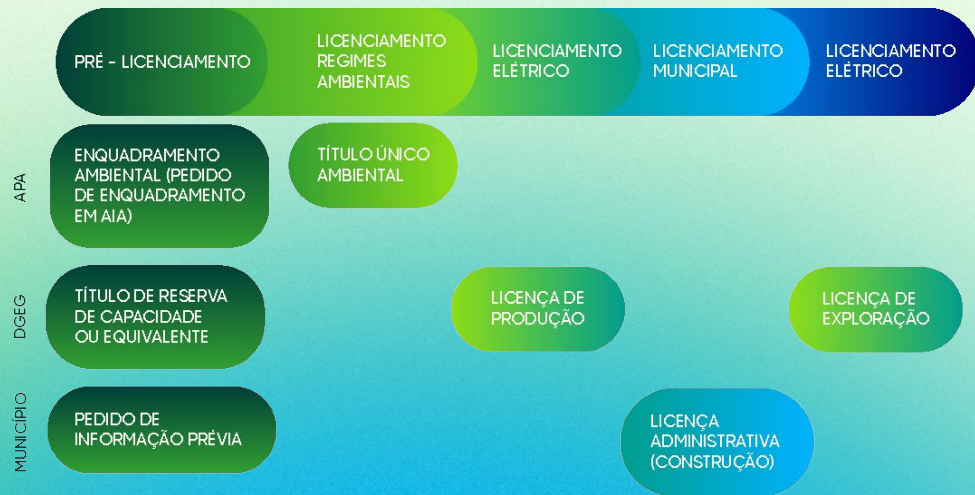 PRÉ - LICENCIAMENTO
LICENCIAMENTO
REGIMES
AMBIENTAIS
LICENCIAMENTO
ELÉTRICO
LICENCIAMENTO
MUNICIPAL
LICENCIAMENTO
ELÉTRICO
APA
ENQUADRAMENTO
AMBIENTAL (PEDIDO
DE ENQUADRAMENTO
EM AIA)
TÍTULO ÚNICO
AMBIENTAL
DGEG
TÍTULO DE RESERVA
DE CAPACIDADE
OU EQUIVALENTE
LICENÇA DE
PRODUÇÃO
LICENÇA DE
EXPLORAÇÃO
MUNICÍPIO
PEDIDO DE
INFORMAÇÃO PRÉVIA
LICENÇA
ADMINISTRATIVA
(CONSTRUÇÃO)